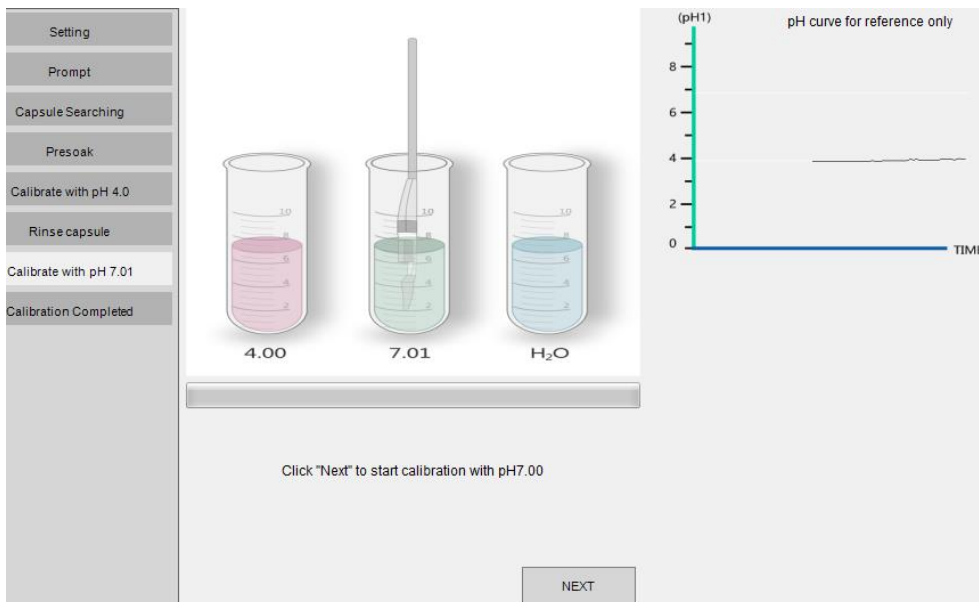 Setting
Prompt
Capsule Searching
Presoak
Calibrate with pH 4.0
Rinse capsule
Calibrate with pH 7.01
Calibration Completed
10
8
6
4
2
4.00
10
8
6
4
2
7.01
10
8
6
4
2
H₂O
Click "Next" to start calibration with pH7.00
NEXT
(pH1)
pH curve for reference only
8
6
4
2
0
TIM